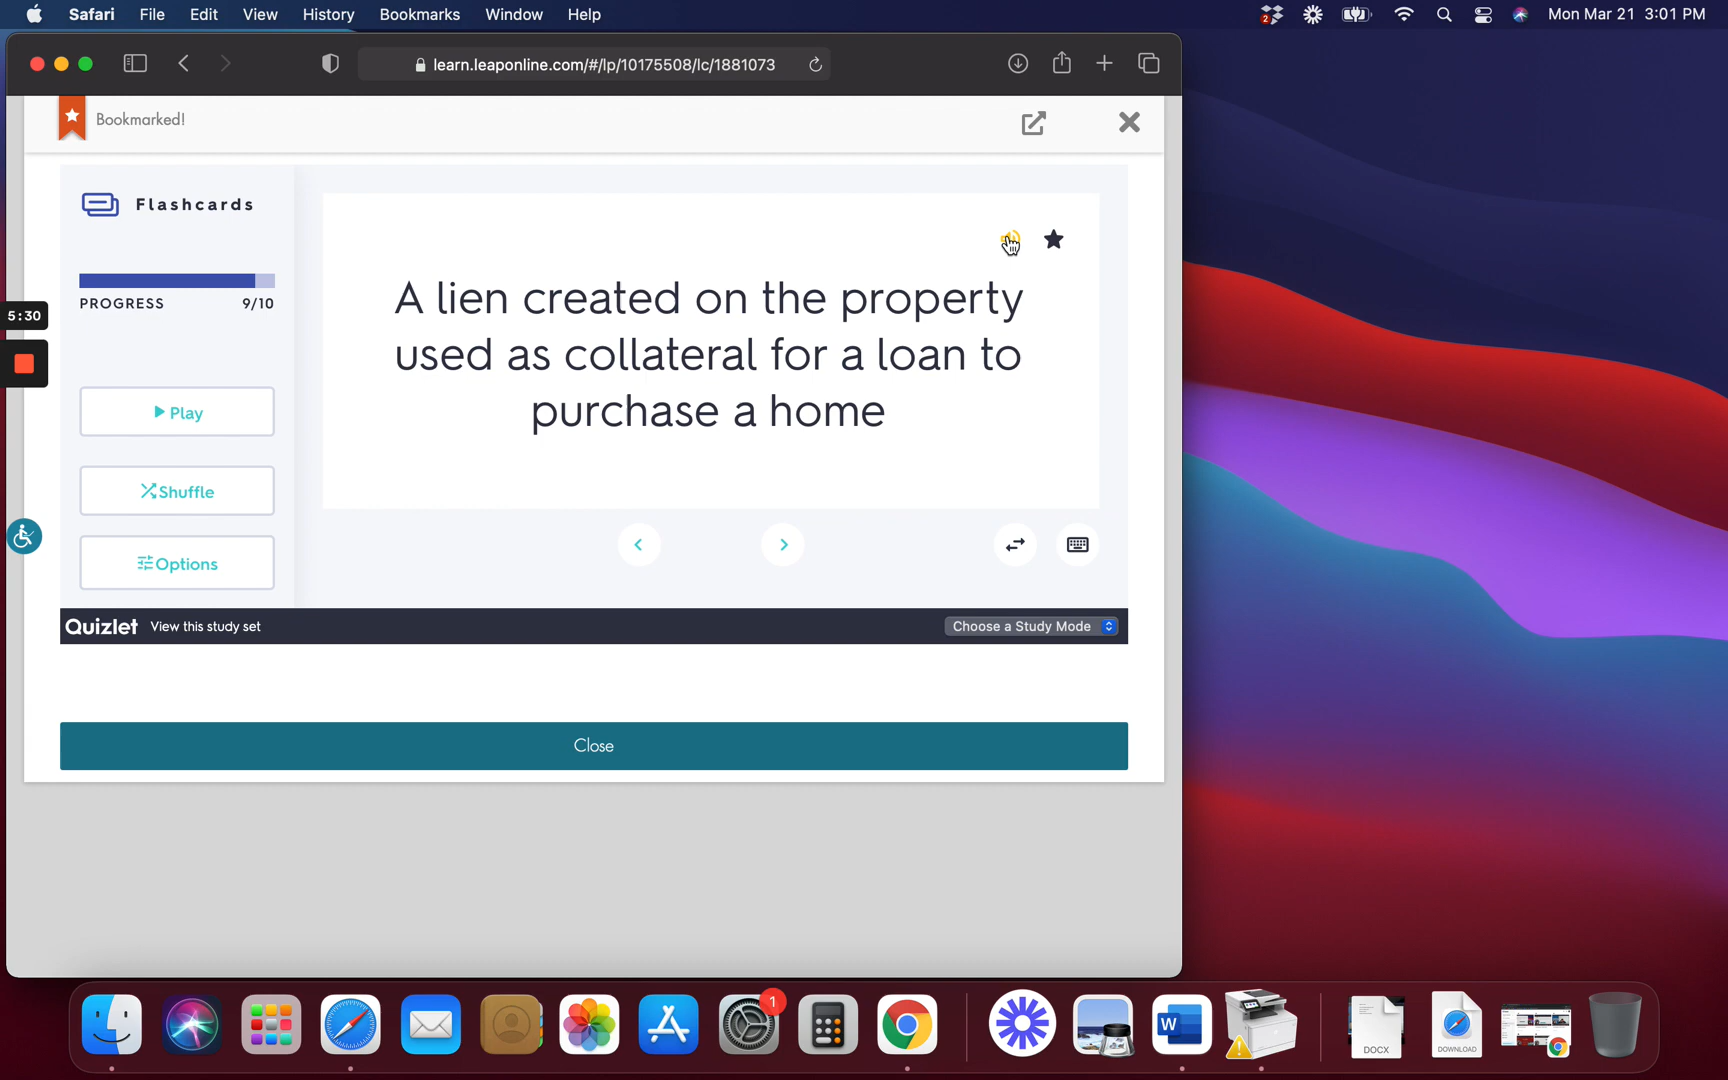 Safari File Edit View History Bookmarks Window Help
2
Mon Mar 21 3:01 PM
learn.leaponline.com/#/lp/10175508/lc/1881073
Bookmarked!
Flashcards
PROGRESS 9/10
5:30
Play
Shuffle
Options
A lien created on the property
used as collateral for a loan to
purchase a home
Quizlet View this study set
Choose a Study Mode
Close
1
W
DOCX
DOWNLOAD